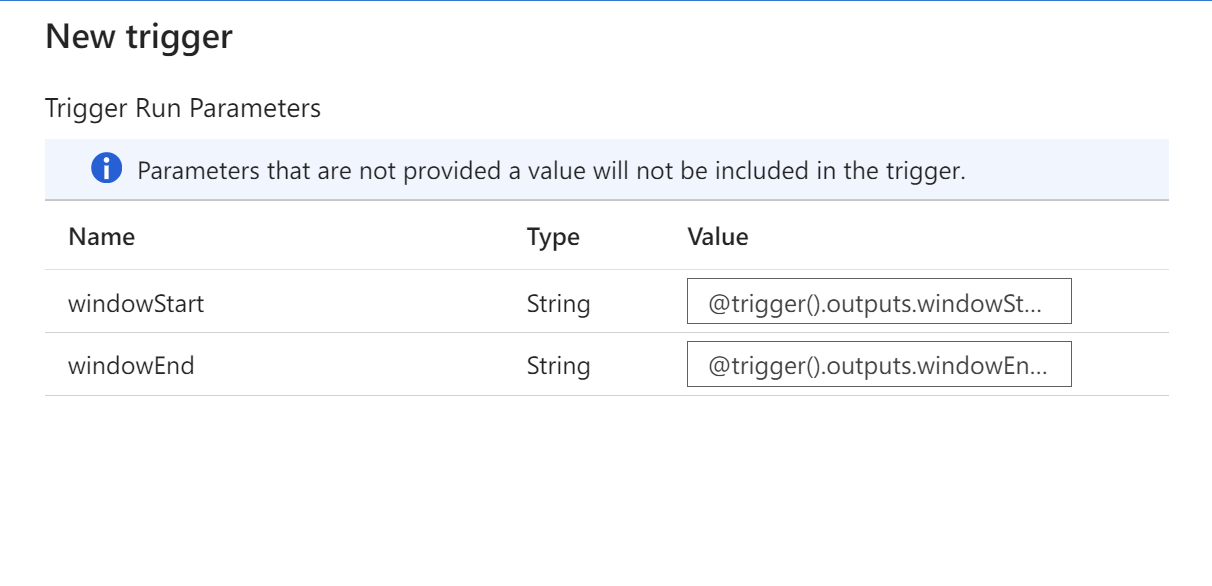 New trigger
Trigger Run Parameters
Parameters that are not provided a value will not be included in the trigger.
Name Type Value
windowStart String @trigger().outputs.windowSt...
windowEnd String @trigger().outputs.windowEn...